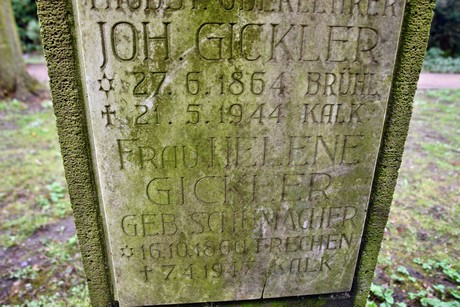 OBERLEHRER
JOH. GICKLER
✡ 27. 6. 1864 BRÜHL
✝ 21. 5. 1944 KALK
FRAU HELENE
GICKLER
GEB. SCHUMACHER
✡ 16.10.1860 FRECHEN
✝ 7.4.1947 KALK